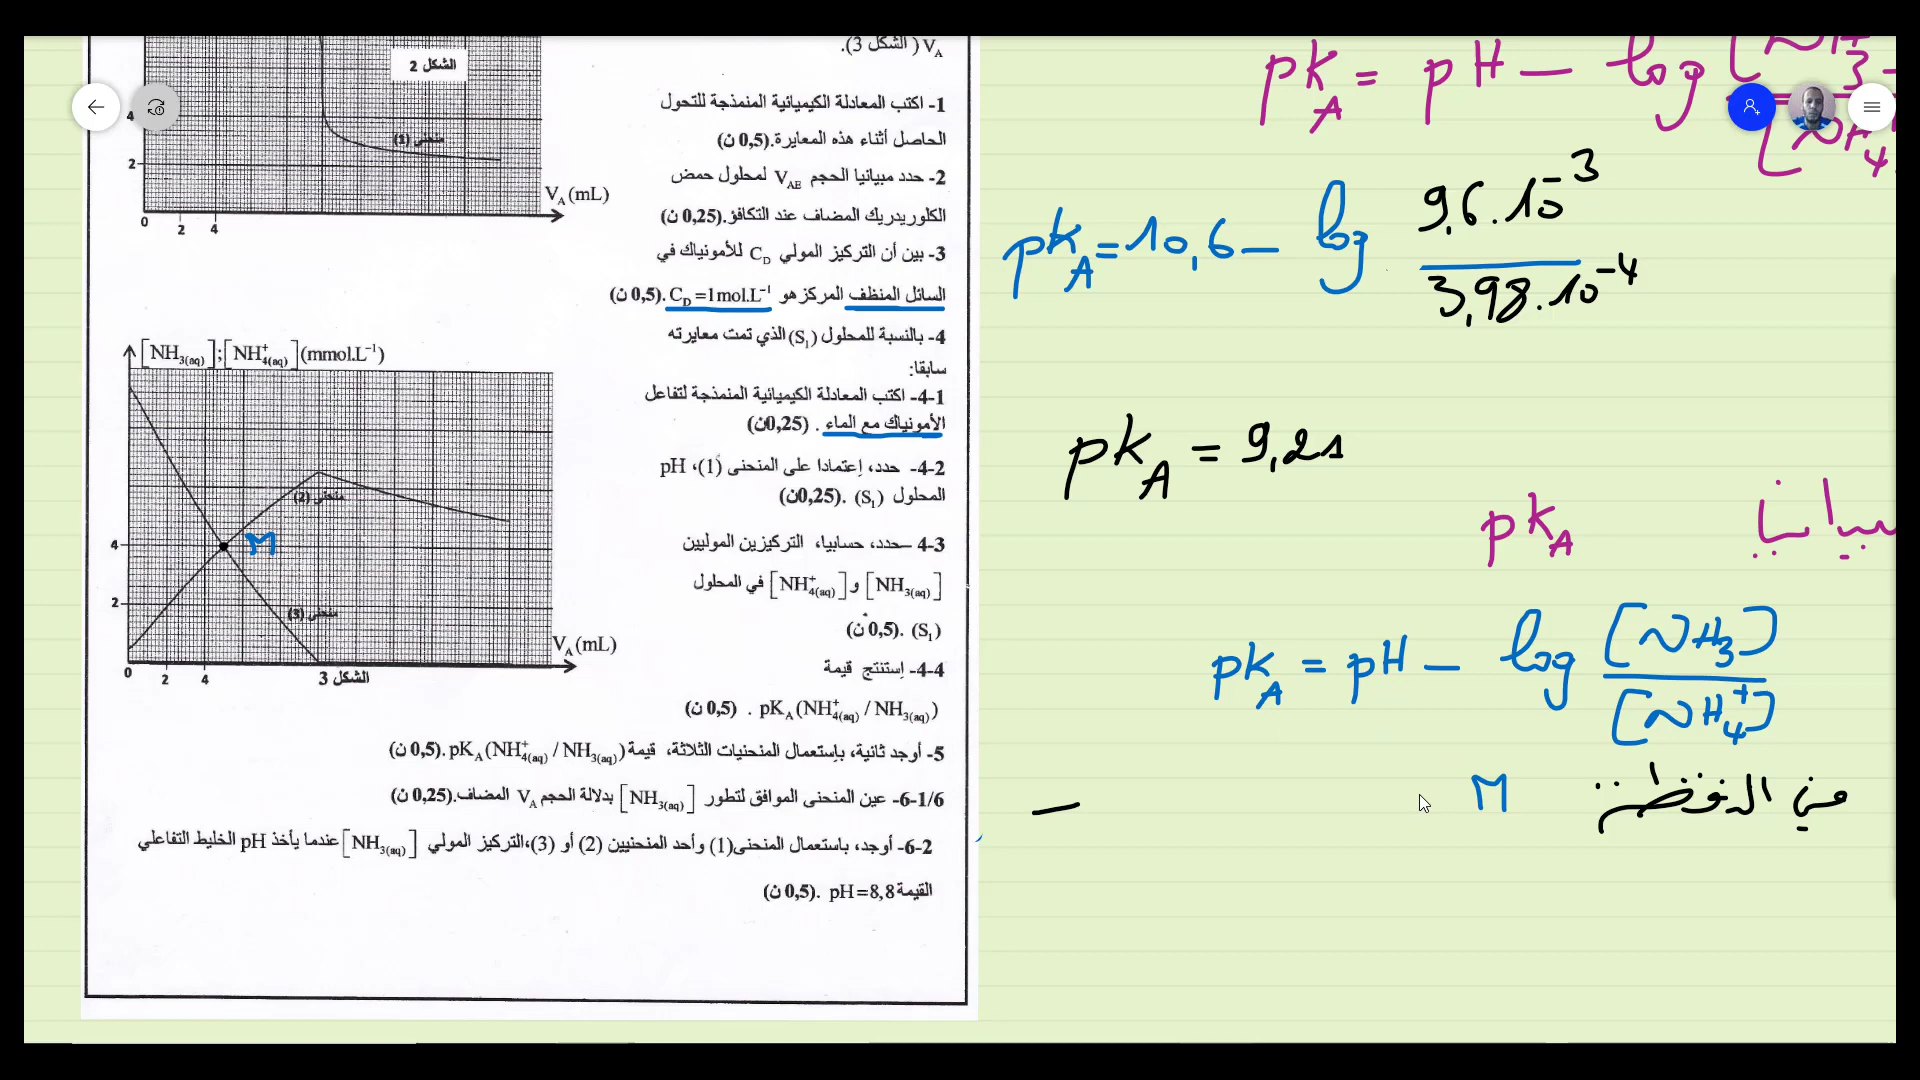 V_A ( الشكل 3).
الشكل 2
4
2
منحنى (1)
V_A (mL)
0 2 4
1- اكتب المعادلة الكيميائية المنمذجة للتحول
الحاصل أثناء هذه المعايرة.(0,5 ن)
2- حدد مبيانيا الحجم V_AE لمحلول حمض
الكلوريدريك المضاف عند التكافؤ.(0,25 ن)
3- بين أن التركيز المولي C_D للأمونياك في
السائل المنظف المركز هو C_D =1mol.L⁻¹ .(0,5 ن)
4- بالنسبة للمحلول (S₁) الذي تمت معايرته
سابقا:
4-1- اكتب المعادلة الكيميائية المنمذجة لتفاعل
الأمونياك مع الماء . (0,25ن)
4-2- حدد، إعتمادا على المنحنى (1)، pH
المحلول (S₁) .(0,25ن)
4-3 –حدد، حسابيا، التركيزين الموليين
[NH₃(aq)] و [NH₄⁺(aq)] في المحلول
(S₁) .(0,5 ن)
4-4- إستنتج قيمة
pK_A(NH₄⁺(aq) / NH₃(aq)) . (0,5 ن)
5- أوجد ثانية، بإستعمال المنحنيات الثلاثة، قيمة pK_A(NH₄⁺(aq) / NH₃(aq)) .(0,5 ن)
6-1/6- عين المنحنى الموافق لتطور [NH₃(aq)] بدلالة الحجم V_A المضاف.(0,25 ن)
6-2- أوجد، باستعمال المنحنى(1) وأحد المنحنيين (2) أو (3)،التركيز المولي [NH₃(aq)] عندما يأخذ pH الخليط التفاعلي
القيمة pH=8,8 .(0,5 ن)
[NH₃(aq)];[NH₄⁺(aq)](mmol.L⁻¹)
منحنى (2)
4
M
2
منحنى (3)
V_A (mL)
0 2 4
الشكل 3
pK_A = pH − log
pK_A = 10,6 − log 9,6.10⁻³ / 3,98.10⁻⁴
pK_A = 9,21
pK_A
pK_A = pH − log [NH₃] / [NH₄⁺]
من النقطة M